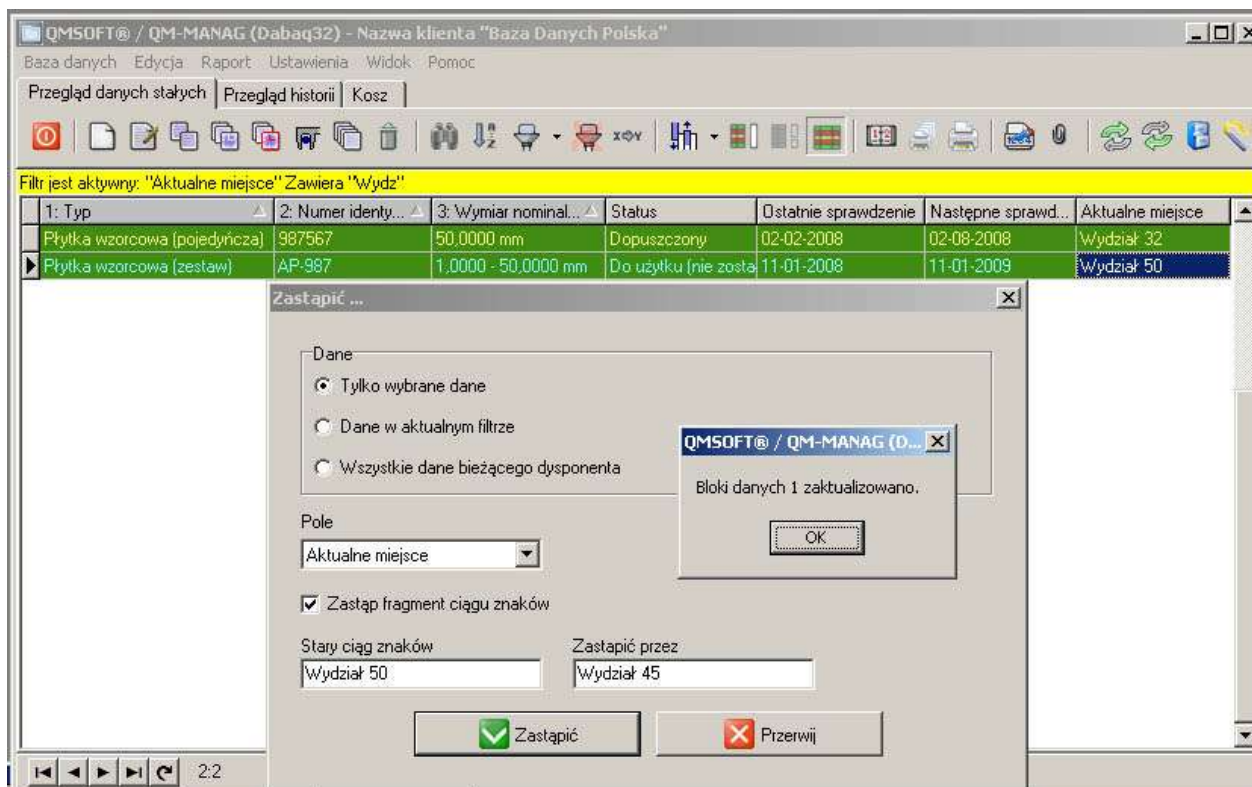 QMSOFT® / QM-MANAG (Dabaq32) - Nazwa klienta "Baza Danych Polska"
Baza danych Edycja Raport Ustawienia Widok Pomoc
Przegląd danych stałych Przegląd historii Kosz
Filtr jest aktywny: "Aktualne miejsce" Zawiera "Wydz"
1: Typ 2: Numer identy... 3: Wymiar nominal... Status Ostatnie sprawdzenie Następne sprawd... Aktualne miejsce
Płytka wzorcowa (pojedyńcza) 987567 50,0000 mm Dopuszczony 02-02-2008 02-08-2008 Wydział 32
Płytka wzorcowa (zestaw) AP-987 1,0000 - 50,0000 mm Do użytku (nie zosta 11-01-2008 11-01-2009 Wydział 50
Zastąpić ...
Dane
Tylko wybrane dane
Dane w aktualnym filtrze
Wszystkie dane bieżącego dysponenta
QMSOFT® / QM-MANAG (D...
Bloki danych 1 zaktualizowano.
OK
Pole
Aktualne miejsce
Zastąp fragment ciągu znaków
Stary ciąg znaków Zastapić przez
Wydział 50 Wydział 45
Zastąpić Przerwij
2:2